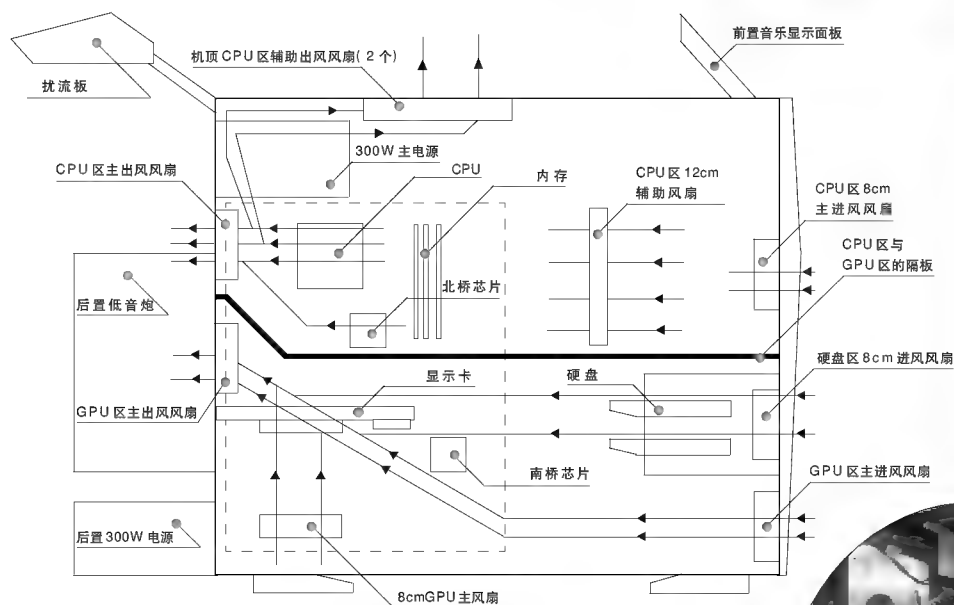 机顶CPU区辅助出风风扇(2个)
前置音乐显示面板
扰流板
300W主电源
CPU区主出风风扇
CPU
内存
CPU区12cm
辅助风扇
CPU区8cm
主进风风扇
CPU区与
GPU区的隔板
后置低音炮
北桥芯片
硬盘区8cm进风风扇
显示卡
硬盘
GPU区主出风风扇
南桥芯片
GPU区主进风风扇
后置300W电源
8cmGPU主风扇